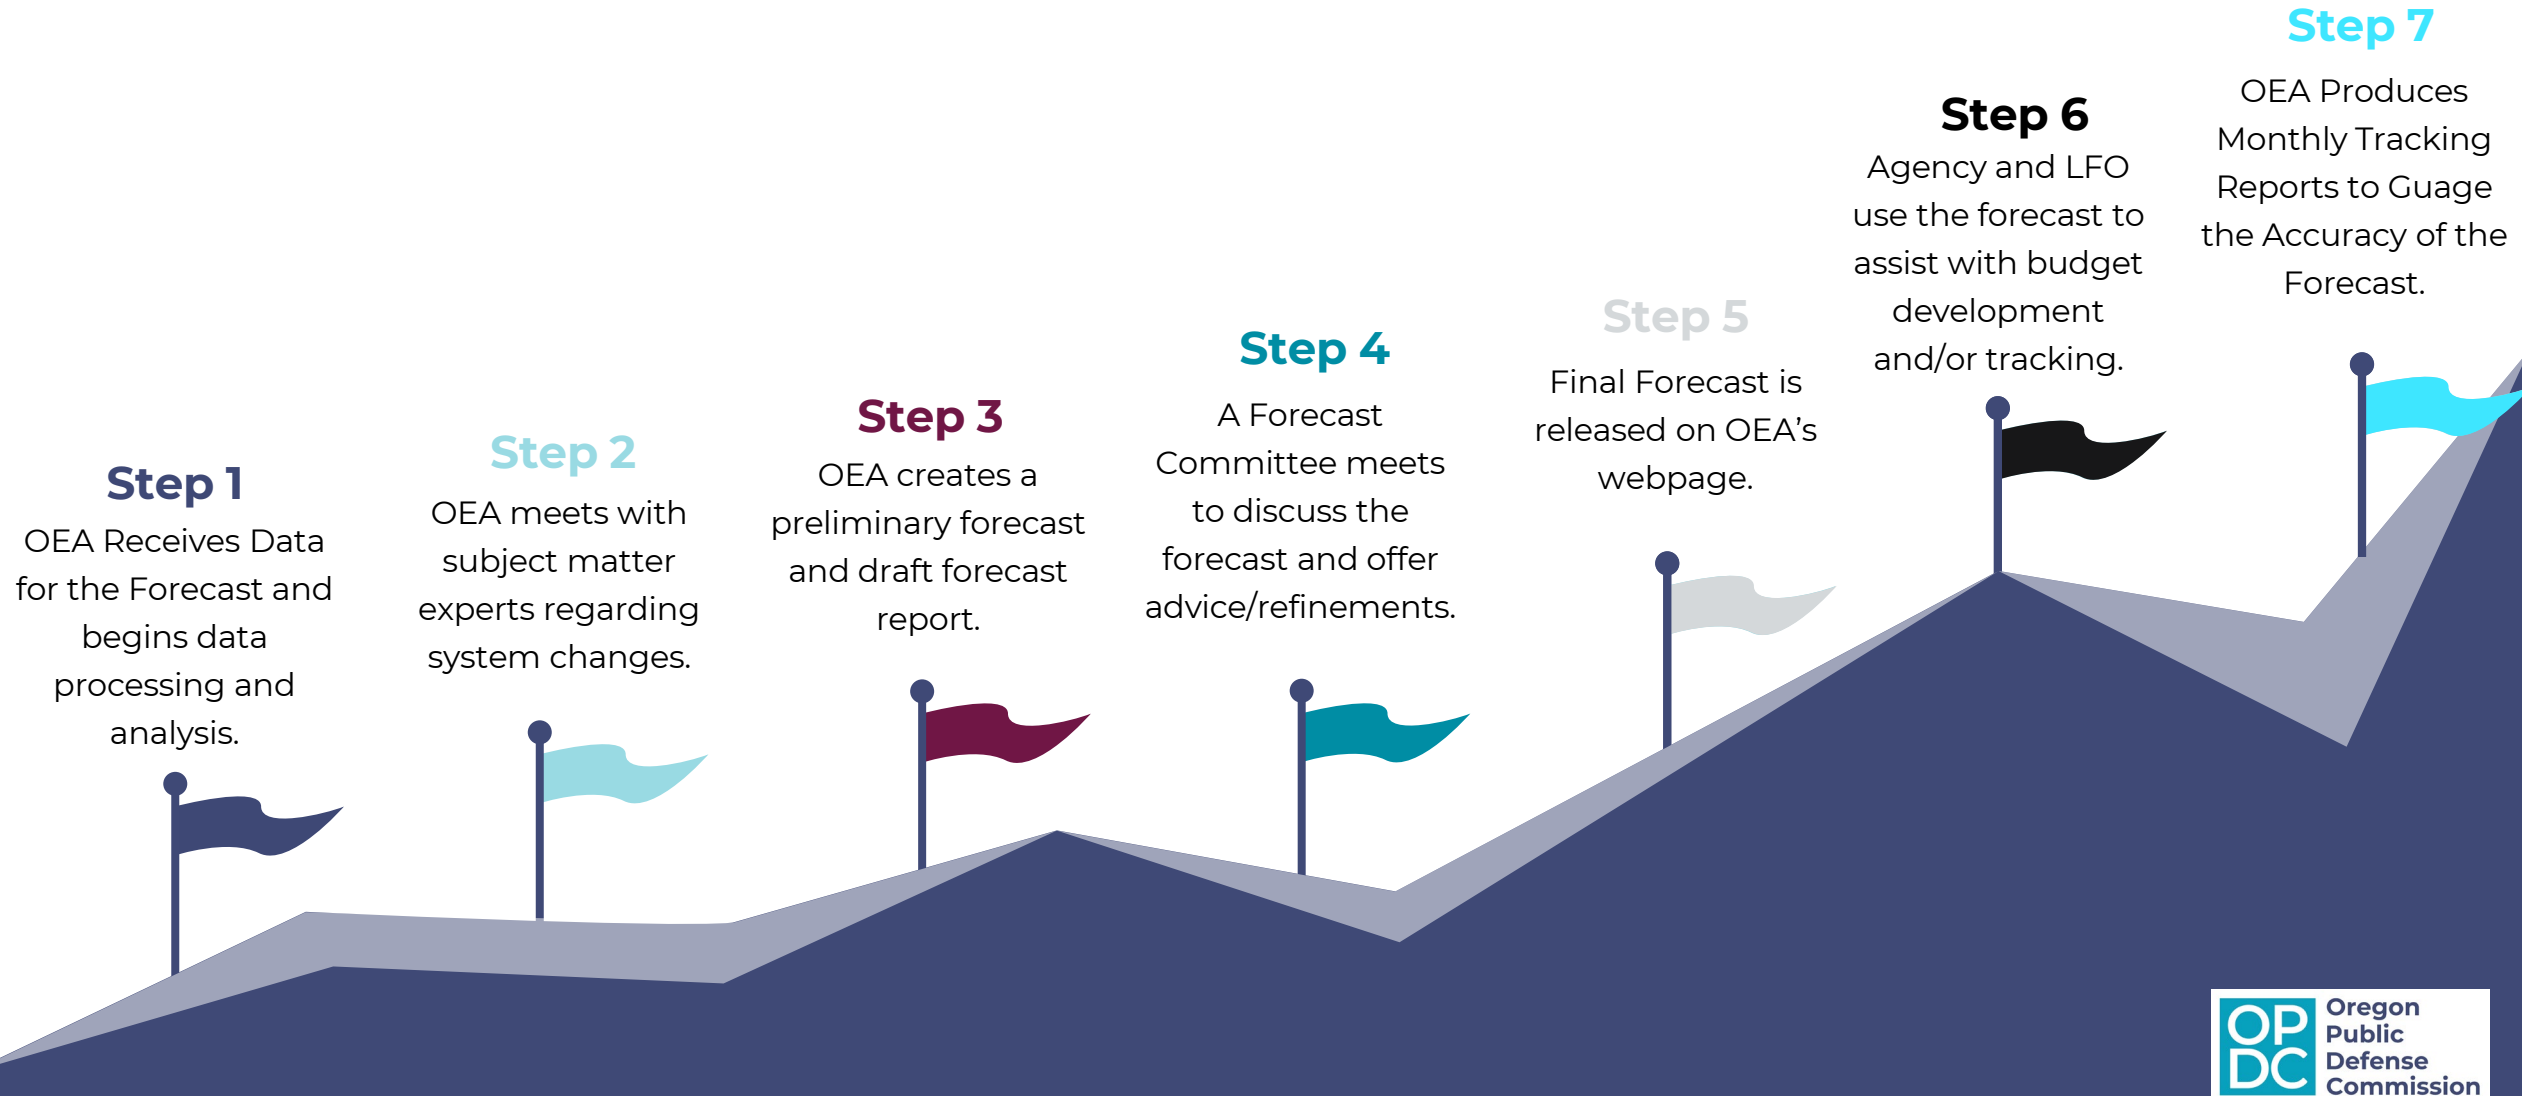 Step 1
OEA Receives Data
for the Forecast and
begins data
processing and
analysis.
Step 2
OEA meets with
subject matter
experts regarding
system changes.
Step 3
OEA creates a
preliminary forecast
and draft forecast
report.
Step 4
A Forecast
Committee meets
to discuss the
forecast and offer
advice/refinements.
Step 5
Final Forecast is
released on OEA’s
webpage.
Step 6
Agency and LFO
use the forecast to
assist with budget
development
and/or tracking.
Step 7
OEA Produces
Monthly Tracking
Reports to Guage
the Accuracy of the
Forecast.
OP
DC
Oregon
Public
Defense
Commission